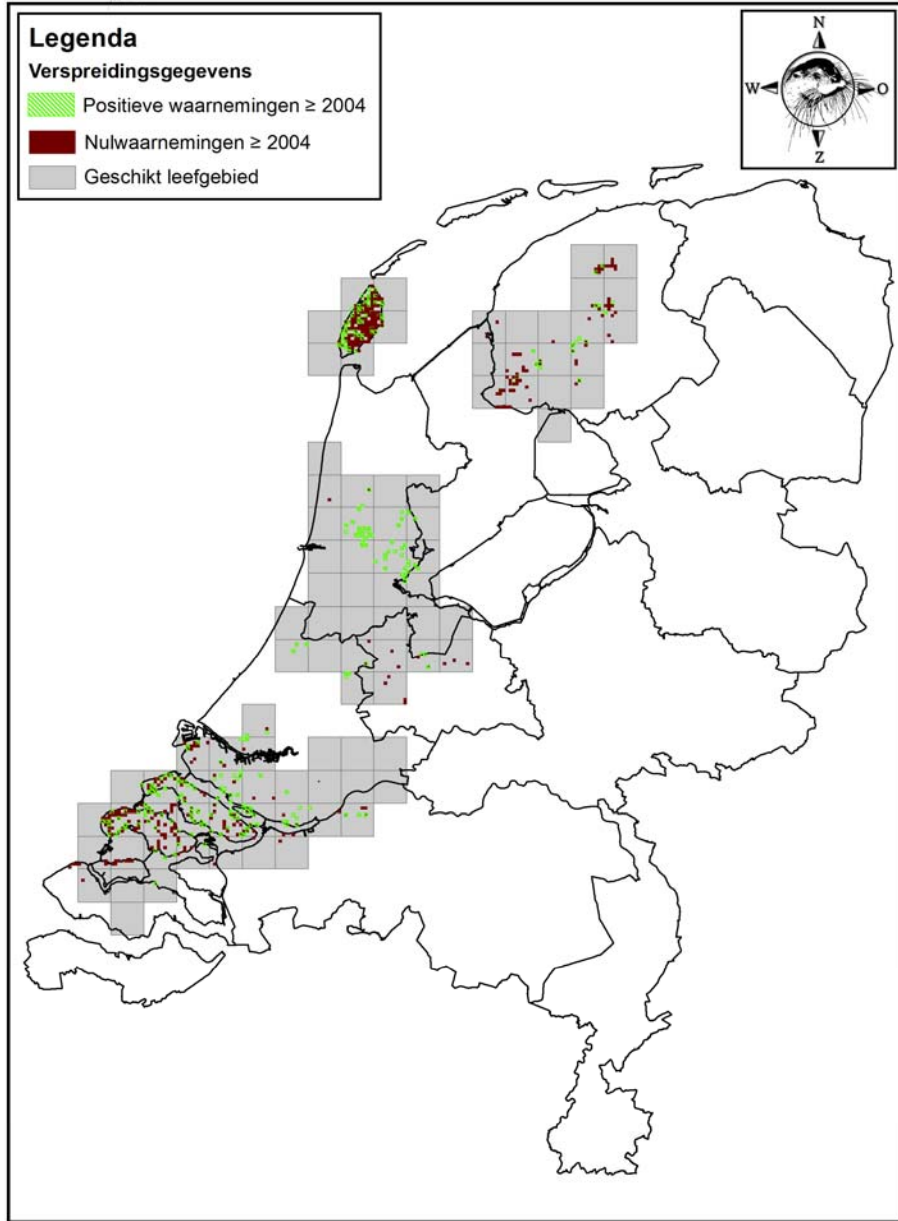 Legenda
Verspreidingsgegevens
Positieve waarnemingen ≥ 2004
Nulwaarnemingen ≥ 2004
Geschikt leefgebied
N
W
O
Z